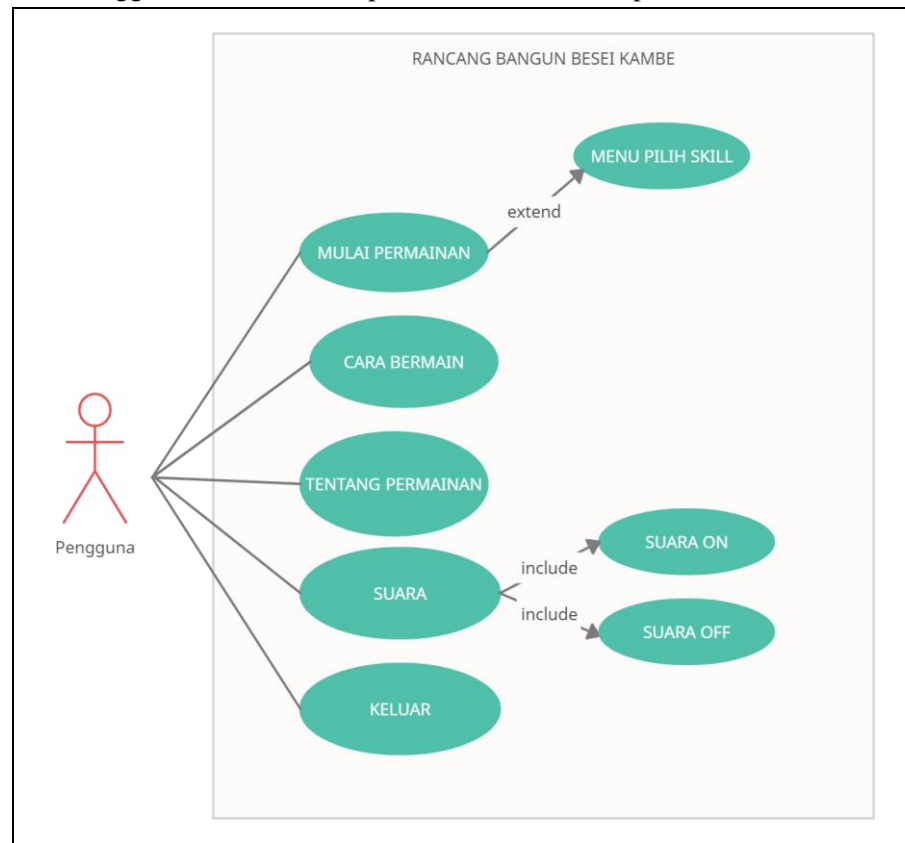 RANCANG BANGUN BESEI KAMBE
MENU PILIH SKILL
extend
MULAI PERMAINAN
CARA BERMAIN
TENTANG PERMAINAN
Pengguna
SUARA ON
include
SUARA
include
SUARA OFF
KELUAR